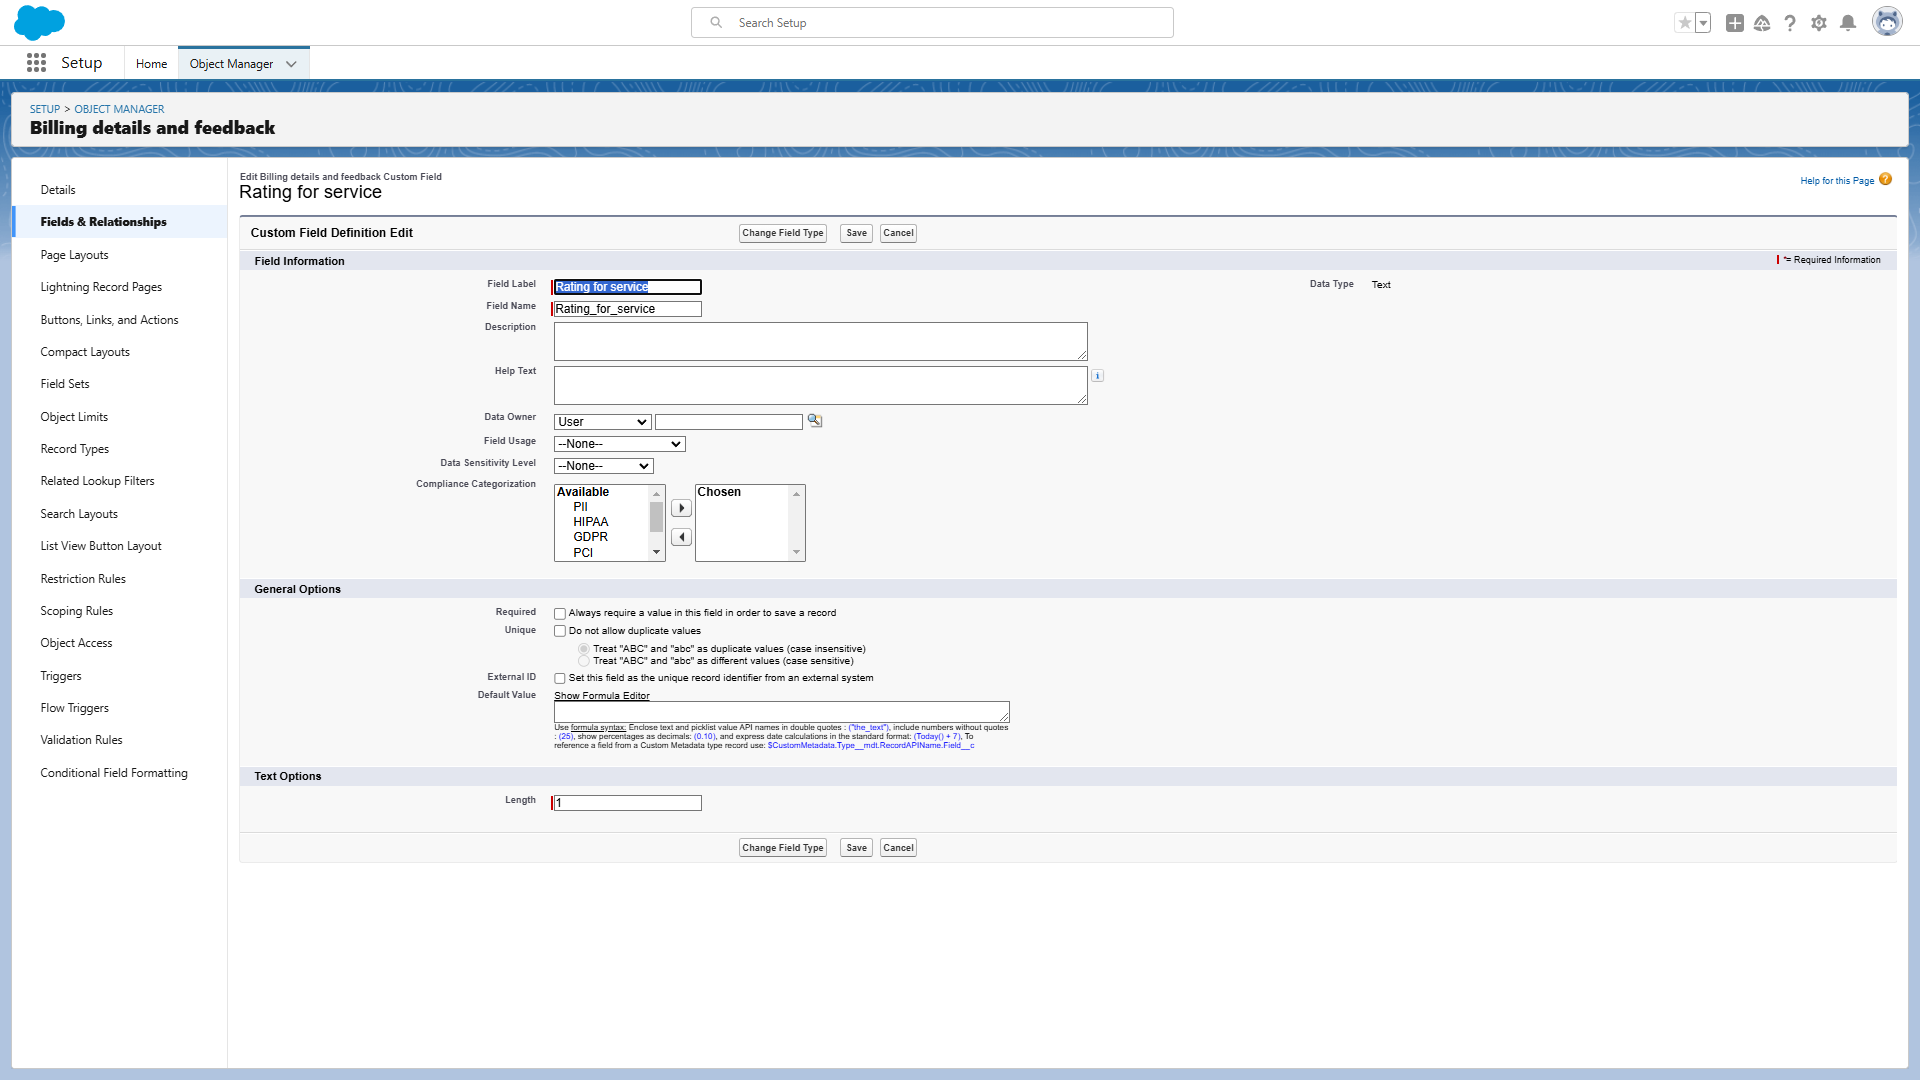 Search Setup
Setup
Home
Object Manager
SETUP > OBJECT MANAGER
Billing details and feedback
Details
Fields & Relationships
Page Layouts
Lightning Record Pages
Buttons, Links, and Actions
Compact Layouts
Field Sets
Object Limits
Record Types
Related Lookup Filters
Search Layouts
List View Button Layout
Restriction Rules
Scoping Rules
Object Access
Triggers
Flow Triggers
Validation Rules
Conditional Field Formatting
Edit Billing details and feedback Custom Field
Rating for service
Help for this Page
Custom Field Definition Edit
Change Field Type Save Cancel
Field Information
*= Required Information
Field Label Rating for service
Data Type Text
Field Name Rating_for_service
Description
Help Text
Data Owner User
Field Usage --None--
Data Sensitivity Level --None--
Compliance Categorization
Available
PII
HIPAA
GDPR
PCI
Chosen
General Options
Required Always require a value in this field in order to save a record
Unique Do not allow duplicate values
Treat "ABC" and "abc" as duplicate values (case insensitive)
Treat "ABC" and "abc" as different values (case sensitive)
External ID Set this field as the unique record identifier from an external system
Default Value Show Formula Editor
Use formula syntax: Enclose text and picklist value API names in double quotes : ("the_text"), include numbers without quotes
: (25), show percentages as decimals: (0.10), and express date calculations in the standard format: (Today() + 7), To
reference a field from a Custom Metadata type record use: $CustomMetadata.Type__mdt.RecordAPIName.Field__c
Text Options
Length 1
Change Field Type Save Cancel